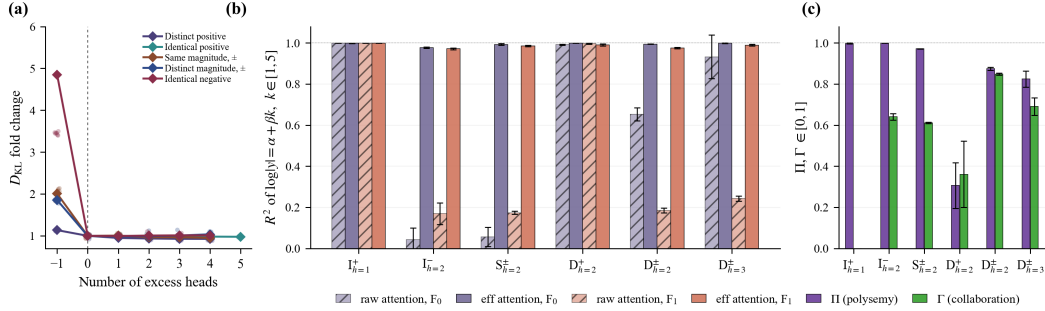 (a)
6
5
4
3
2
1
D_KL fold change
−1 0 1 2 3 4 5
Number of excess heads
Distinct positive
Identical positive
Same magnitude, ±
Distinct magnitude, ±
Identical negative
(b)
1.0
0.8
0.6
0.4
0.2
0.0
R² of log|y| = α + βk, k ∈ [1, 5]
I⁺_{h=1} I⁻_{h=2} S^±_{h=2} D⁺_{h=2} D^±_{h=2} D^±_{h=3}
(c)
1.0
0.8
0.6
0.4
0.2
0.0
Π, Γ ∈ [0, 1]
I⁺_{h=1} I⁻_{h=2} S^±_{h=2} D⁺_{h=2} D^±_{h=2} D^±_{h=3}
raw attention, F₀ eff attention, F₀ raw attention, F₁ eff attention, F₁ Π (polysemy) Γ (collaboration)